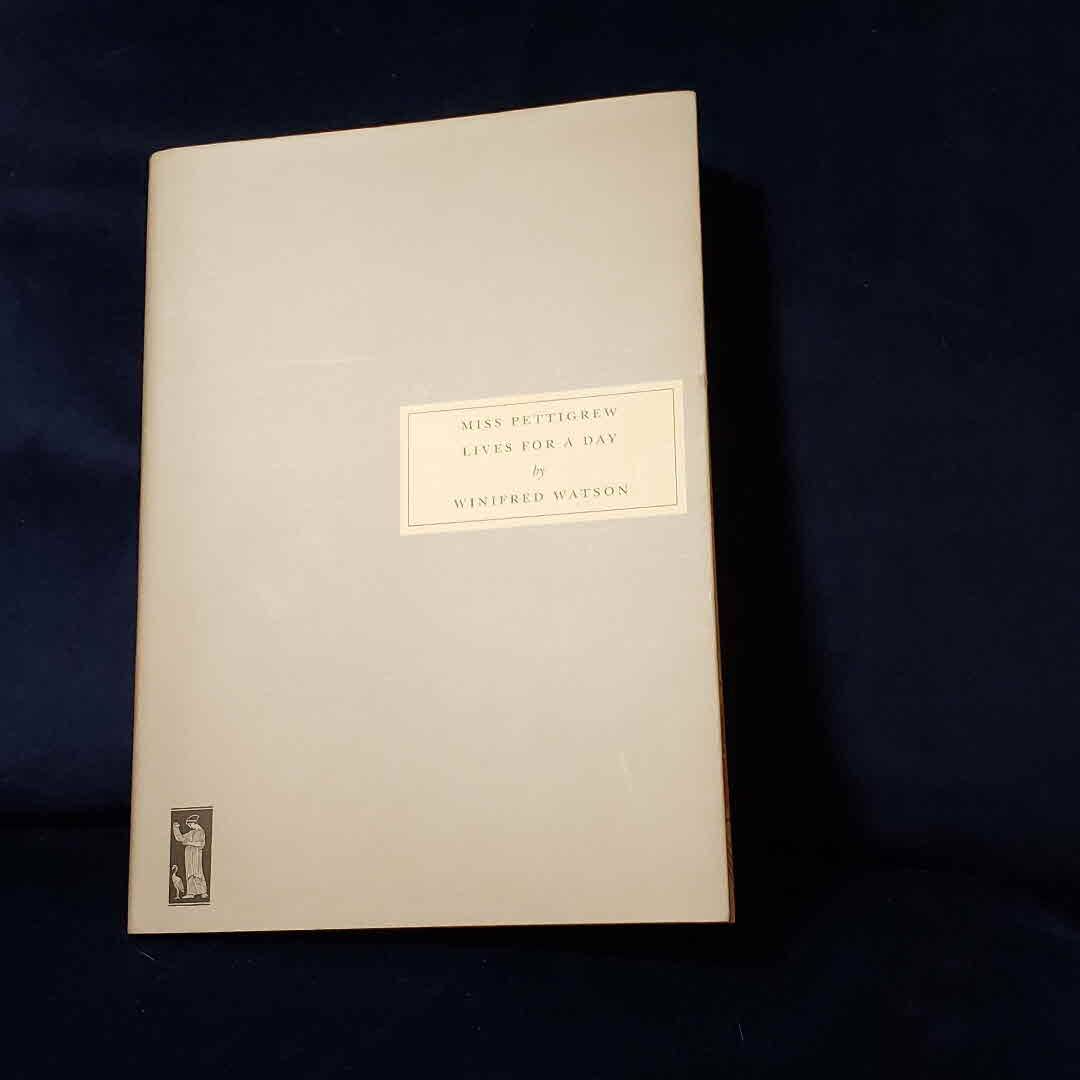 MISS PETTIGREW
LIVES FOR A DAY
by
WINIFRED WATSON